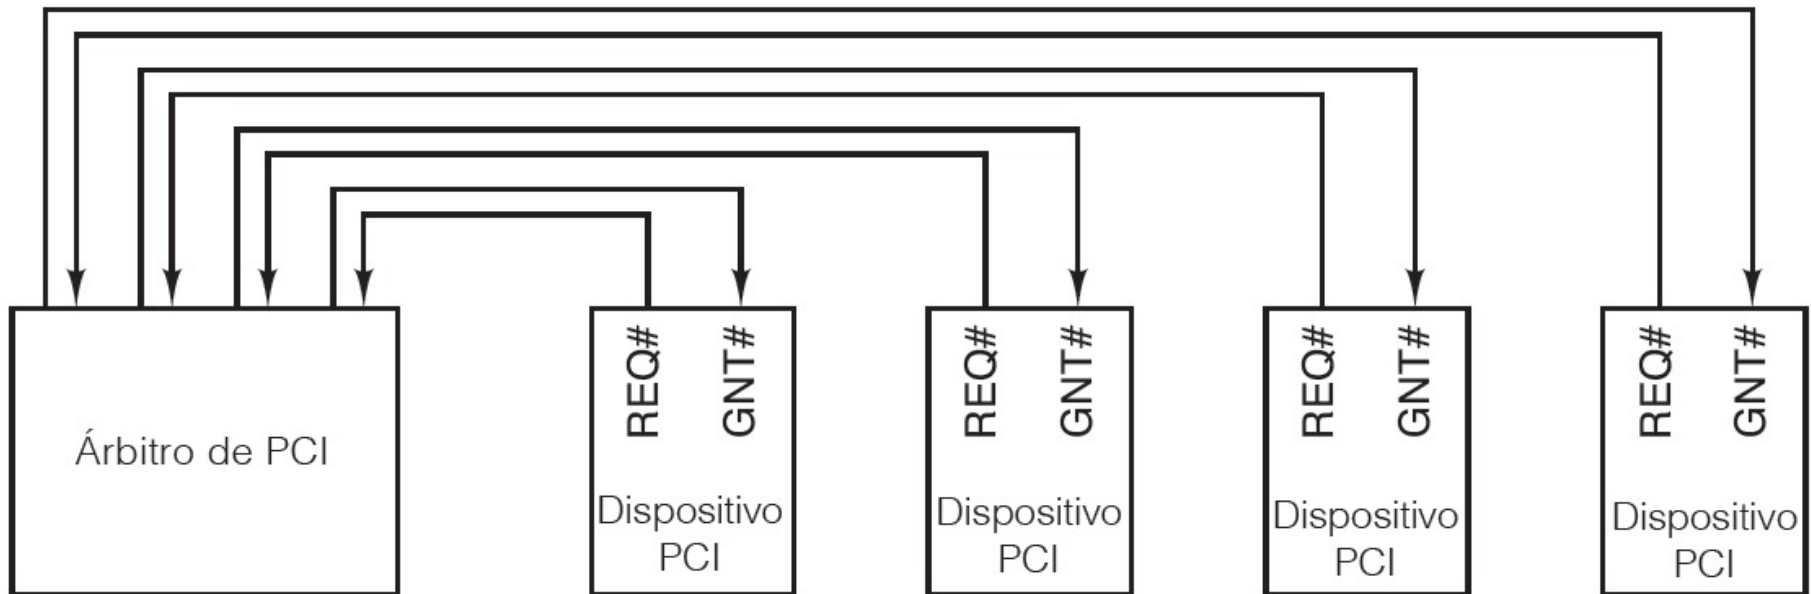 Árbitro de PCI
REQ#
GNT#
Dispositivo
PCI
REQ#
GNT#
Dispositivo
PCI
REQ#
GNT#
Dispositivo
PCI
REQ#
GNT#
Dispositivo
PCI